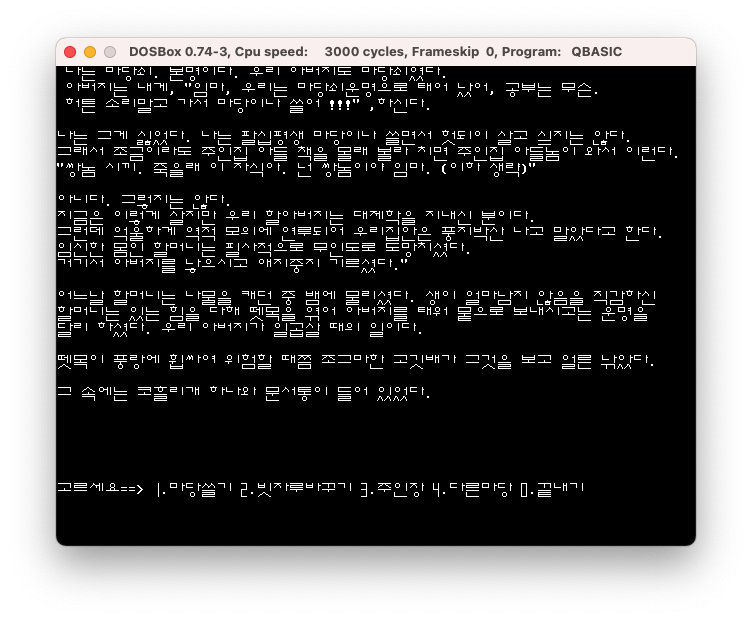 DOSBox 0.74-3, Cpu speed: 3000 cycles, Frameskip 0, Program: QBASIC
나는 마당쇠. 본명이다. 우리 아버지도 마당쇠였다.
아버지는 내게, "임마, 우리는 마당쇠운명으로 태어 났어, 공부는 무슨.
허튼 소리말고 가서 마당이나 쓸어 !!!" ,하신다.
나는 그게 싫었다. 나는 팔십평생 마당이나 쓸면서 헛되이 살고 싶지는 않다.
그래서 조금이라도 주인집 아들 책을 몰래 볼라 치면 주인집 아들놈이 와서 이런다.
"쌍놈 시끼. 죽을래 이 자식아. 넌 쌍놈이야 임마. (이하 생략)"
아니다. 그렇지는 않다.
지금은 이렇게 살지만 우리 할아버지는 대제학을 지내신 분이다.
그런데 억울하게 역적 모의에 연루되어 우리집안은 풍지박산 나고 말았다고 한다.
임신한 몸인 할머니는 필사적으로 무인도로 도망치셨다.
거기서 아버지를 낳으시고 애지중지 기르셨다."
어느날 할머니는 나물을 캐던 중 뱀에 물리셨다. 생이 얼마남지 않음을 직감하신
할머니는 있는 힘을 다해 뗏목을 엮어 아버지를 태워 뭍으로 보내시고는 운명을
달리 하셨다. 우리 아버지가 일곱살 때의 일이다.
뗏목이 풍랑에 휩싸여 위험할 때쯤 조그마한 고깃배가 그것을 보고 얼른 낚았다.
그 속에는 코흘리개 하나와 문서통이 들어 있었다.
고르세요==> 1.마당쓸기 2.빗자루바꾸기 3.주인장 4.다른마당 0.끝내기